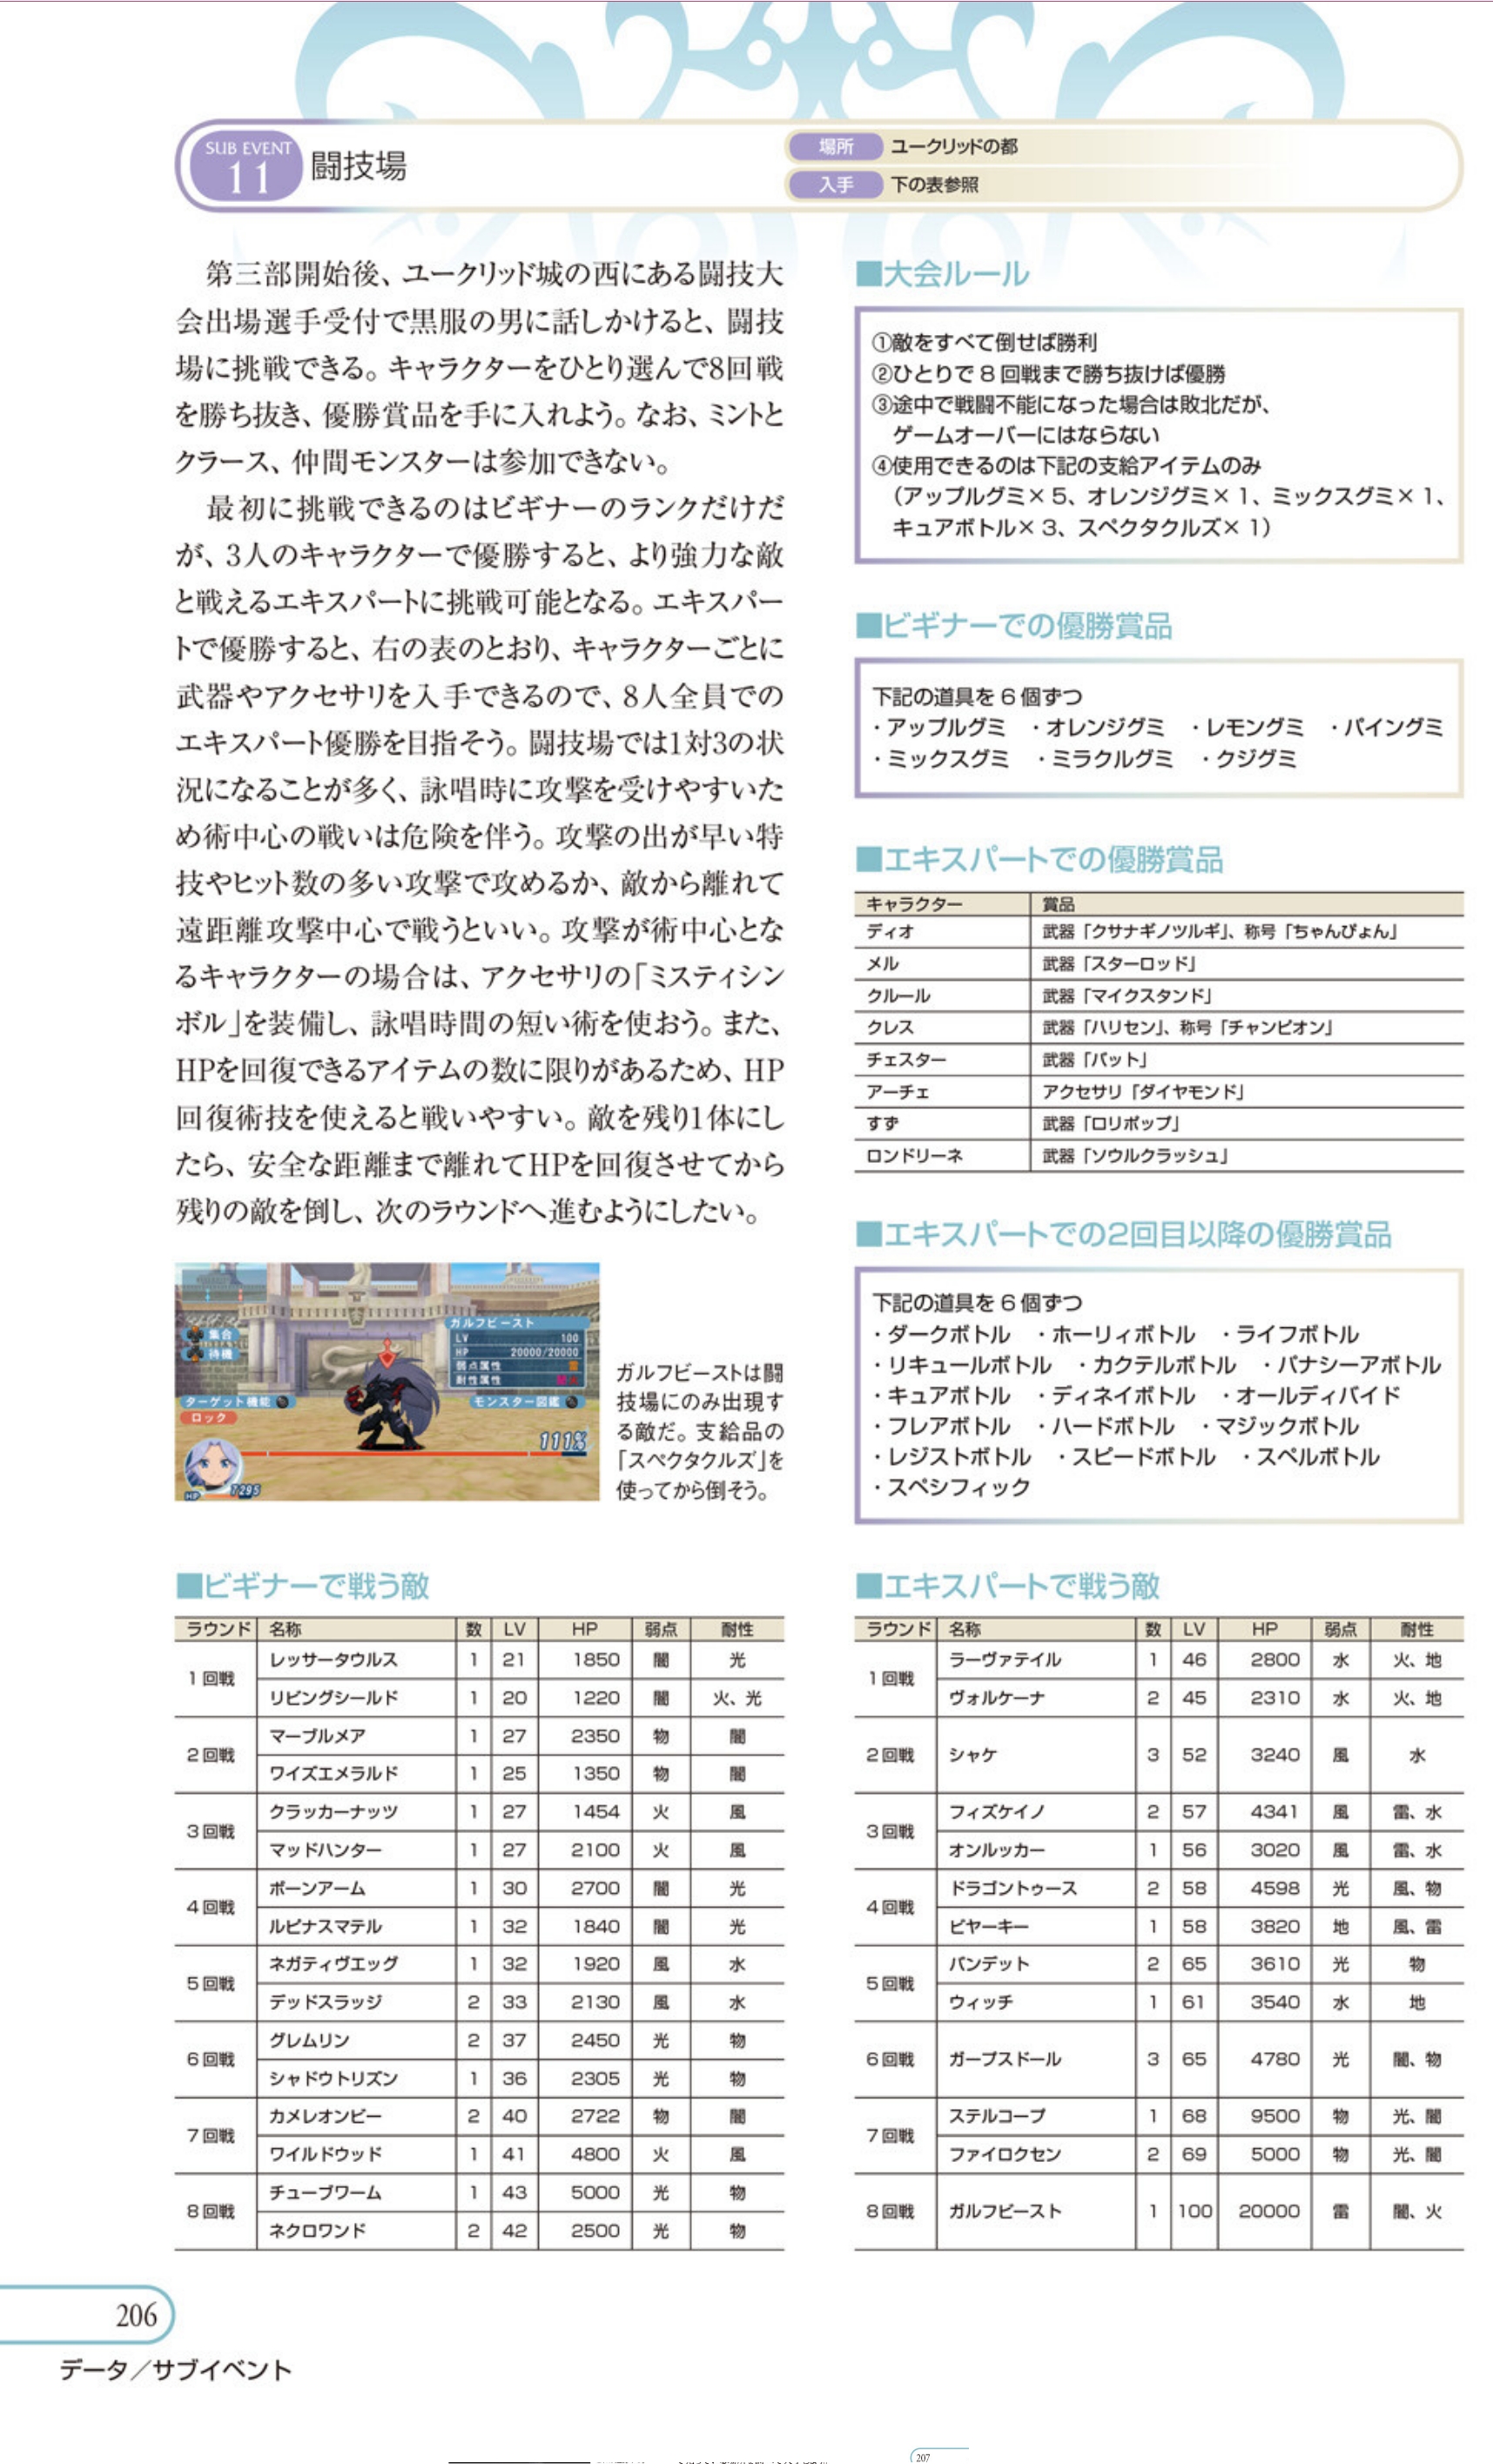 SUB EVENT
11
闘技場
場所 ユークリッドの都
入手 下の表参照
第三部開始後、ユークリッド城の西にある闘技大
会出場選手受付で黒服の男に話しかけると、闘技
場に挑戦できる。キャラクターをひとり選んで8回戦
を勝ち抜き、優勝賞品を手に入れよう。なお、ミントと
クラース、仲間モンスターは参加できない。
最初に挑戦できるのはビギナーのランクだけだ
が、3人のキャラクターで優勝すると、より強力な敵
と戦えるエキスパートに挑戦可能となる。エキスパー
トで優勝すると、右の表のとおり、キャラクターごとに
武器やアクセサリを入手できるので、8人全員での
エキスパート優勝を目指そう。闘技場では1対3の状
況になることが多く、詠唱時に攻撃を受けやすいた
め術中心の戦いは危険を伴う。攻撃の出が早い特
技やヒット数の多い攻撃で攻めるか、敵から離れて
遠距離攻撃中心で戦うといい。攻撃が術中心とな
るキャラクターの場合は、アクセサリの「ミスティシン
ボル」を装備し、詠唱時間の短い術を使おう。また、
HPを回復できるアイテムの数に限りがあるため、HP
回復術技を使えると戦いやすい。敵を残り1体にし
たら、安全な距離まで離れてHPを回復させてから
残りの敵を倒し、次のラウンドへ進むようにしたい。
集合
待機
ターゲット機能
ロック
ガルフビースト
LV 100
HP 20000/20000
弱点属性
耐性属性
モンスター図鑑
111%
HP 7295
ガルフビーストは闘
技場にのみ出現す
る敵だ。支給品の
「スペクタクルズ」を
使ってから倒そう。
■大会ルール
①敵をすべて倒せば勝利
②ひとりで8回戦まで勝ち抜けば優勝
③途中で戦闘不能になった場合は敗北だが、
ゲームオーバーにはならない
④使用できるのは下記の支給アイテムのみ
（アップルグミ×5、オレンジグミ×1、ミックスグミ×1、
キュアボトル×3、スペクタクルズ×1）
■ビギナーでの優勝賞品
下記の道具を6個ずつ
・アップルグミ ・オレンジグミ ・レモングミ ・パイングミ
・ミックスグミ ・ミラクルグミ ・クジグミ
■エキスパートでの優勝賞品
キャラクター 賞品
ディオ 武器「クサナギノツルギ」、称号「ちゃんぴょん」
メル 武器「スターロッド」
クルール 武器「マイクスタンド」
クレス 武器「ハリセン」、称号「チャンピオン」
チェスター 武器「バット」
アーチェ アクセサリ「ダイヤモンド」
すず 武器「ロリポップ」
ロンドリーネ 武器「ソウルクラッシュ」
■エキスパートでの2回目以降の優勝賞品
下記の道具を6個ずつ
・ダークボトル ・ホーリィボトル ・ライフボトル
・リキュールボトル ・カクテルボトル ・パナシーアボトル
・キュアボトル ・ディネイボトル ・オールディバイド
・フレアボトル ・ハードボトル ・マジックボトル
・レジストボトル ・スピードボトル ・スペルボトル
・スペシフィック
■ビギナーで戦う敵
ラウンド 名称 数 LV HP 弱点 耐性
1回戦 レッサータウルス 1 21 1850 闇 光
リビングシールド 1 20 1220 闇 火、光
2回戦 マーブルメア 1 27 2350 物 闇
ワイズエメラルド 1 25 1350 物 闇
3回戦 クラッカーナッツ 1 27 1454 火 風
マッドハンター 1 27 2100 火 風
4回戦 ボーンアーム 1 30 2700 闇 光
ルピナスマテル 1 32 1840 闇 光
5回戦 ネガティヴエッグ 1 32 1920 風 水
デッドスラッジ 2 33 2130 風 水
6回戦 グレムリン 2 37 2450 光 物
シャドウトリズン 1 36 2305 光 物
7回戦 カメレオンビー 2 40 2722 物 闇
ワイルドウッド 1 41 4800 火 風
8回戦 チューブワーム 1 43 5000 光 物
ネクロワンド 2 42 2500 光 物
■エキスパートで戦う敵
ラウンド 名称 数 LV HP 弱点 耐性
1回戦 ラーヴァテイル 1 46 2800 水 火、地
ヴォルケーナ 2 45 2310 水 火、地
2回戦 シャケ 3 52 3240 風 水
3回戦 フィズケイノ 2 57 4341 風 雷、水
オンルッカー 1 56 3020 風 雷、水
4回戦 ドラゴントゥース 2 58 4598 光 風、物
ビヤーキー 1 58 3820 地 風、雷
5回戦 バンデット 2 65 3610 光 物
ウィッチ 1 61 3540 水 地
6回戦 ガープスドール 3 65 4780 光 闇、物
7回戦 ステルコープ 1 68 9500 物 光、闇
ファイロクセン 2 69 5000 物 光、闇
8回戦 ガルフビースト 1 100 20000 雷 闇、火
206
データ／サブイベント
207